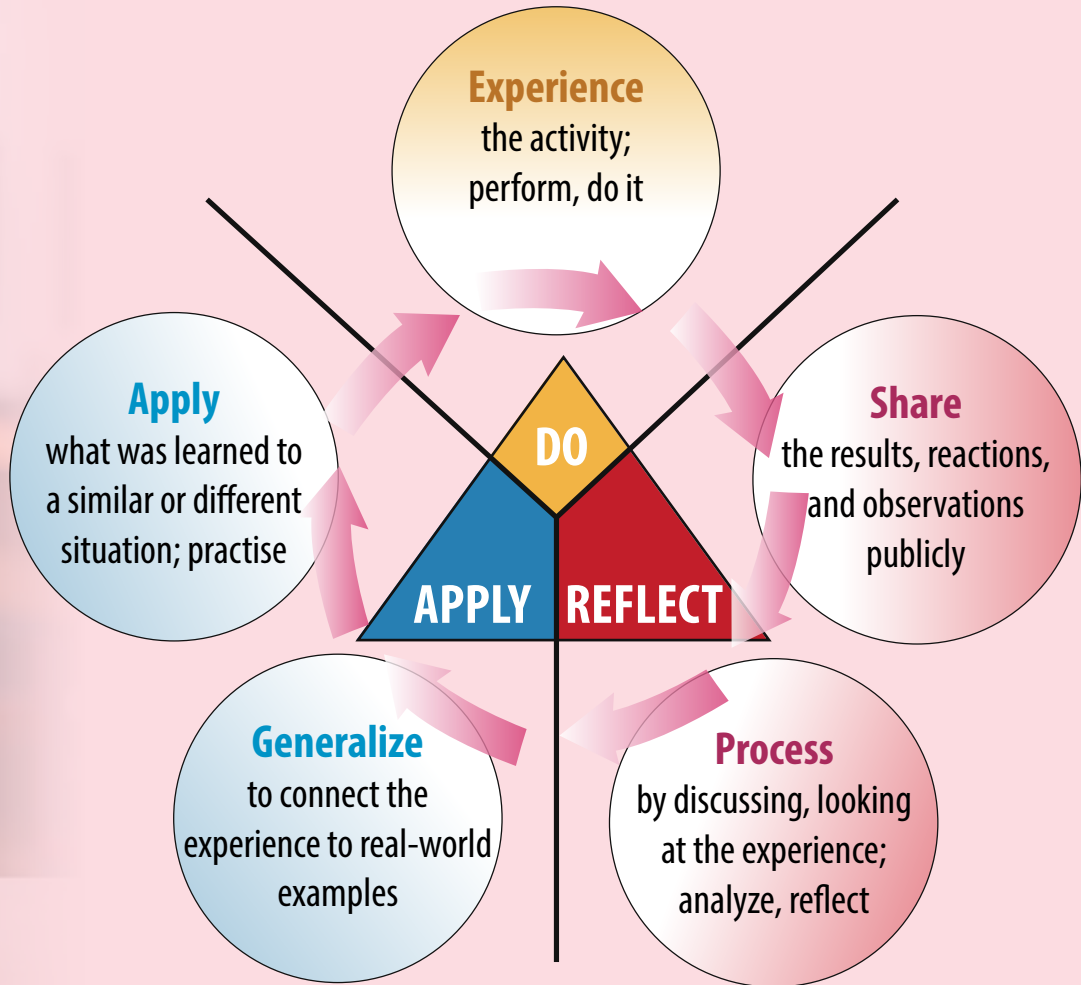 Experience
the activity;
perform, do it
Share
the results, reactions,
and observations
publicly
Process
by discussing, looking
at the experience;
analyze, reflect
Generalize
to connect the
experience to real-world
examples
Apply
what was learned to
a similar or different
situation; practise
DO
APPLY
REFLECT